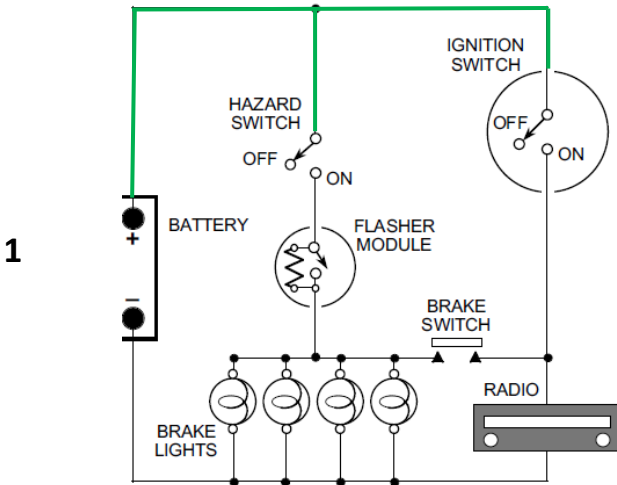 IGNITION
SWITCH
HAZARD
SWITCH
OFF
ON
OFF
ON
1
BATTERY
+
–
FLASHER
MODULE
BRAKE
SWITCH
RADIO
BRAKE
LIGHTS